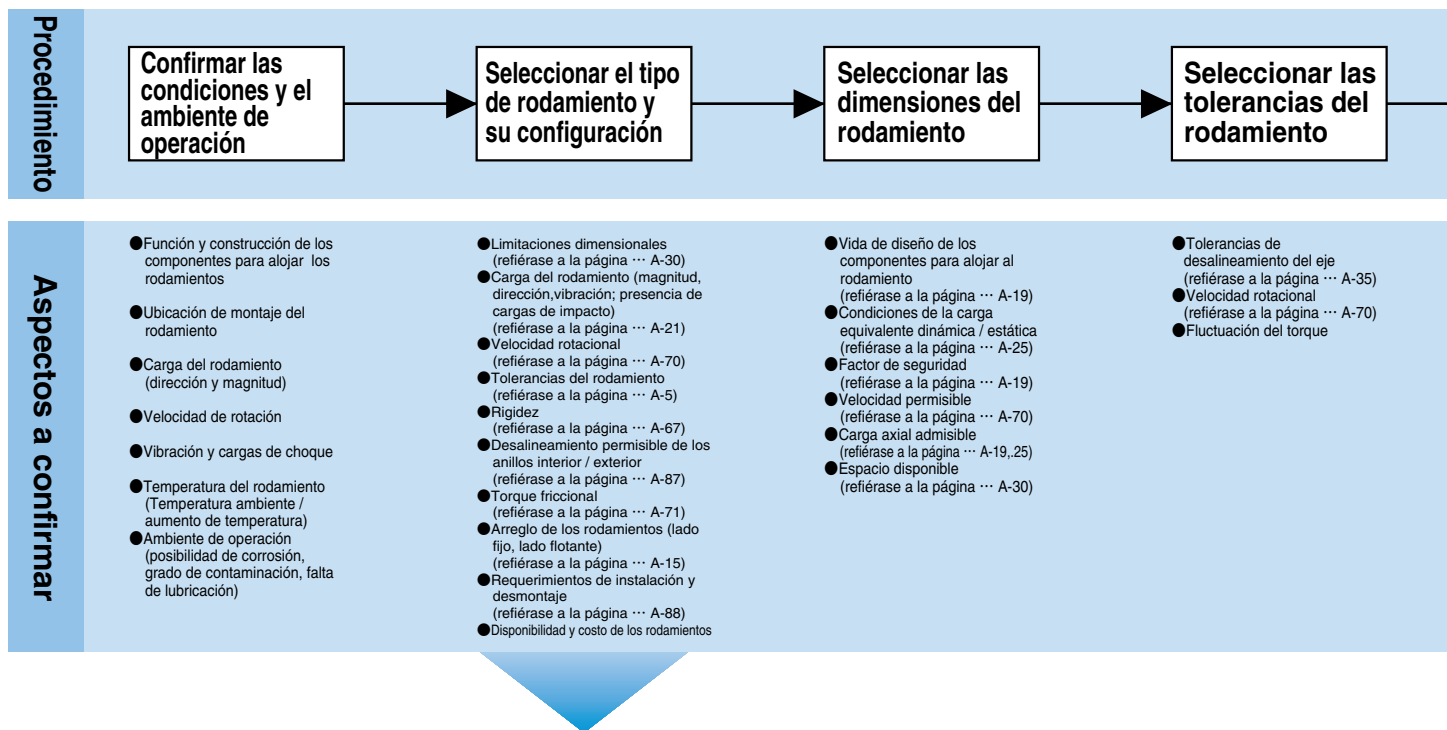 Procedimiento
Confirmar las
condiciones y el
ambiente de
operación
Seleccionar el tipo
de rodamiento y
su configuración
Seleccionar las
dimensiones del
rodamiento
Seleccionar las
tolerancias del
rodamiento
Aspectos a confirmar
●Función y construcción de los
componentes para alojar los
rodamientos
●Ubicación de montaje del
rodamiento
●Carga del rodamiento
(dirección y magnitud)
●Velocidad de rotación
●Vibración y cargas de choque
●Temperatura del rodamiento
(Temperatura ambiente /
aumento de temperatura)
●Ambiente de operación
(posibilidad de corrosión,
grado de contaminación, falta
de lubricación)
●Limitaciones dimensionales
(refiérase a la página ··· A-30)
●Carga del rodamiento (magnitud,
dirección,vibración; presencia de
cargas de impacto)
(refiérase a la página ··· A-21)
●Velocidad rotacional
(refiérase a la página ··· A-70)
●Tolerancias del rodamiento
(refiérase a la página ··· A-5)
●Rigidez
(refiérase a la página ··· A-67)
●Desalineamiento permisible de los
anillos interior / exterior
(refiérase a la página ··· A-87)
●Torque friccional
(refiérase a la página ··· A-71)
●Arreglo de los rodamientos (lado
fijo, lado flotante)
(refiérase a la página ··· A-15)
●Requerimientos de instalación y
desmontaje
(refiérase a la página ··· A-88)
●Disponibilidad y costo de los rodamientos
●Vida de diseño de los
componentes para alojar al
rodamiento
(refiérase a la página ··· A-19)
●Condiciones de la carga
equivalente dinámica / estática
(refiérase a la página ··· A-25)
●Factor de seguridad
(refiérase a la página ··· A-19)
●Velocidad permisible
(refiérase a la página ··· A-70)
●Carga axial admisible
(refiérase a la página ··· A-19,.25)
●Espacio disponible
(refiérase a la página ··· A-30)
●Tolerancias de
desalineamiento del eje
(refiérase a la página ··· A-35)
●Velocidad rotacional
(refiérase a la página ··· A-70)
●Fluctuación del torque